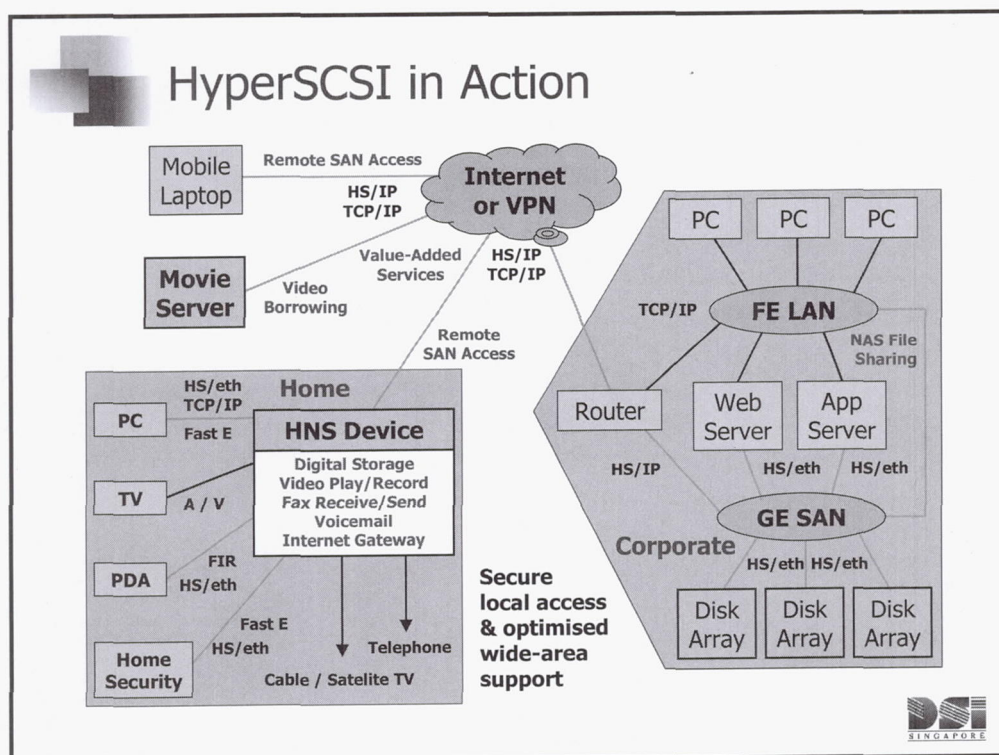 HyperSCSI in Action
Mobile
Laptop
Remote SAN Access
HS/IP
TCP/IP
Internet
or VPN
Movie
Server
Video
Borrowing
Value-Added
Services
HS/IP
TCP/IP
Remote
SAN Access
Home
PC
HS/eth
TCP/IP
Fast E
HNS Device
Digital Storage
Video Play/Record
Fax Receive/Send
Voicemail
Internet Gateway
TV
A / V
PDA
FIR
HS/eth
Home
Security
Fast E
HS/eth
Telephone
Cable / Satelite TV
Secure
local access
& optimised
wide-area
support
PC
PC
PC
TCP/IP
FE LAN
NAS File
Sharing
Router
Web
Server
App
Server
HS/IP
HS/eth
HS/eth
GE SAN
Corporate
HS/eth
HS/eth
Disk
Array
Disk
Array
Disk
Array
DSI
SINGAPORE